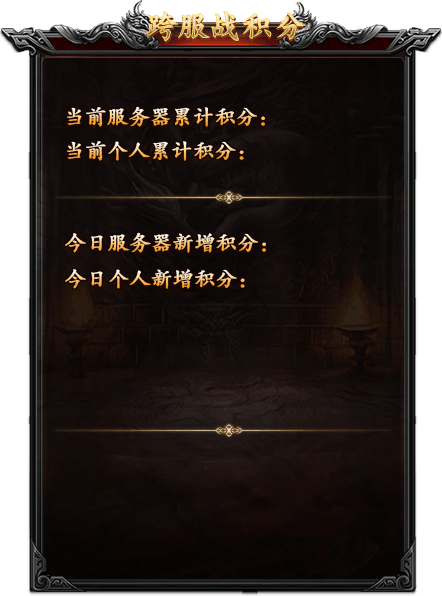 跨服战积分
当前服务器累计积分：
当前个人累计积分：
今日服务器新增积分：
今日个人新增积分：